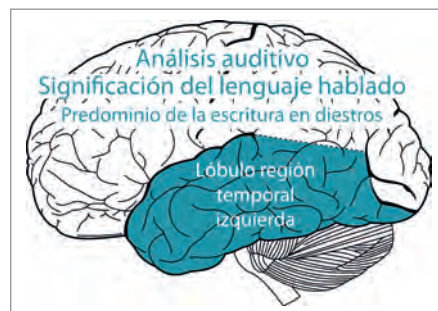 Análisis auditivo
Significación del lenguaje hablado
Predominio de la escritura en diestros
Lóbulo región
temporal
izquierda